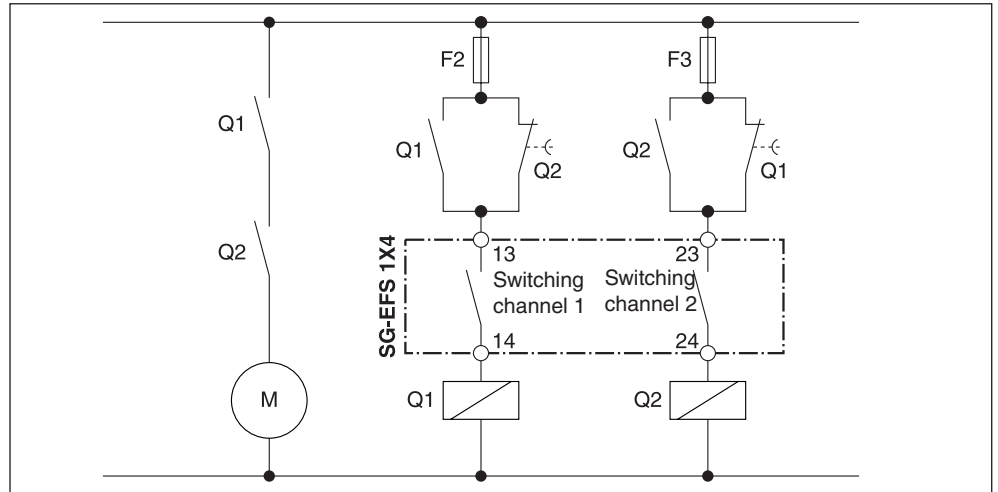 F2
F3
Q1
Q1
Q2
Q2
Q1
Q2
SG-EFS 1X4
13
23
Switching
channel 1
Switching
channel 2
14
24
M
Q1
Q2